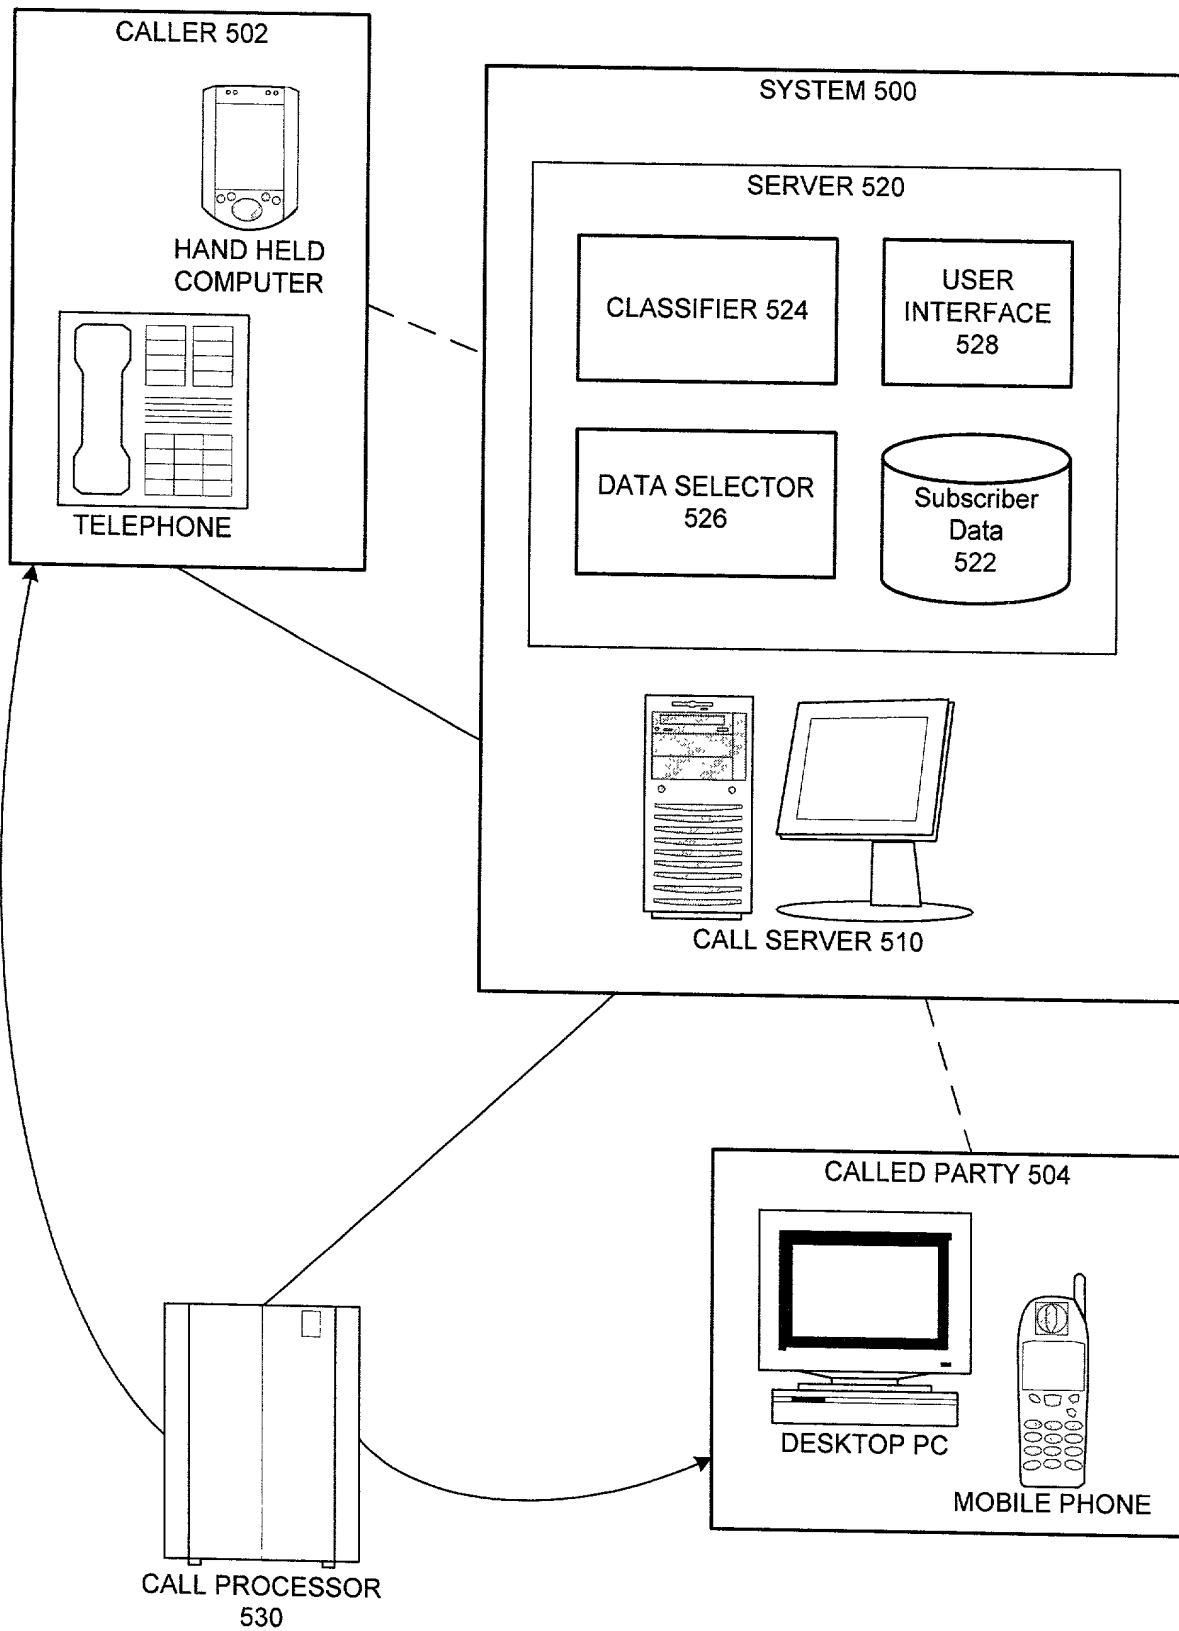 CALLER 502
HAND HELD
COMPUTER
TELEPHONE
SYSTEM 500
SERVER 520
CLASSIFIER 524
USER
INTERFACE
528
DATA SELECTOR
526
Subscriber
Data
522
CALL SERVER 510
CALLED PARTY 504
DESKTOP PC
MOBILE PHONE
CALL PROCESSOR
530